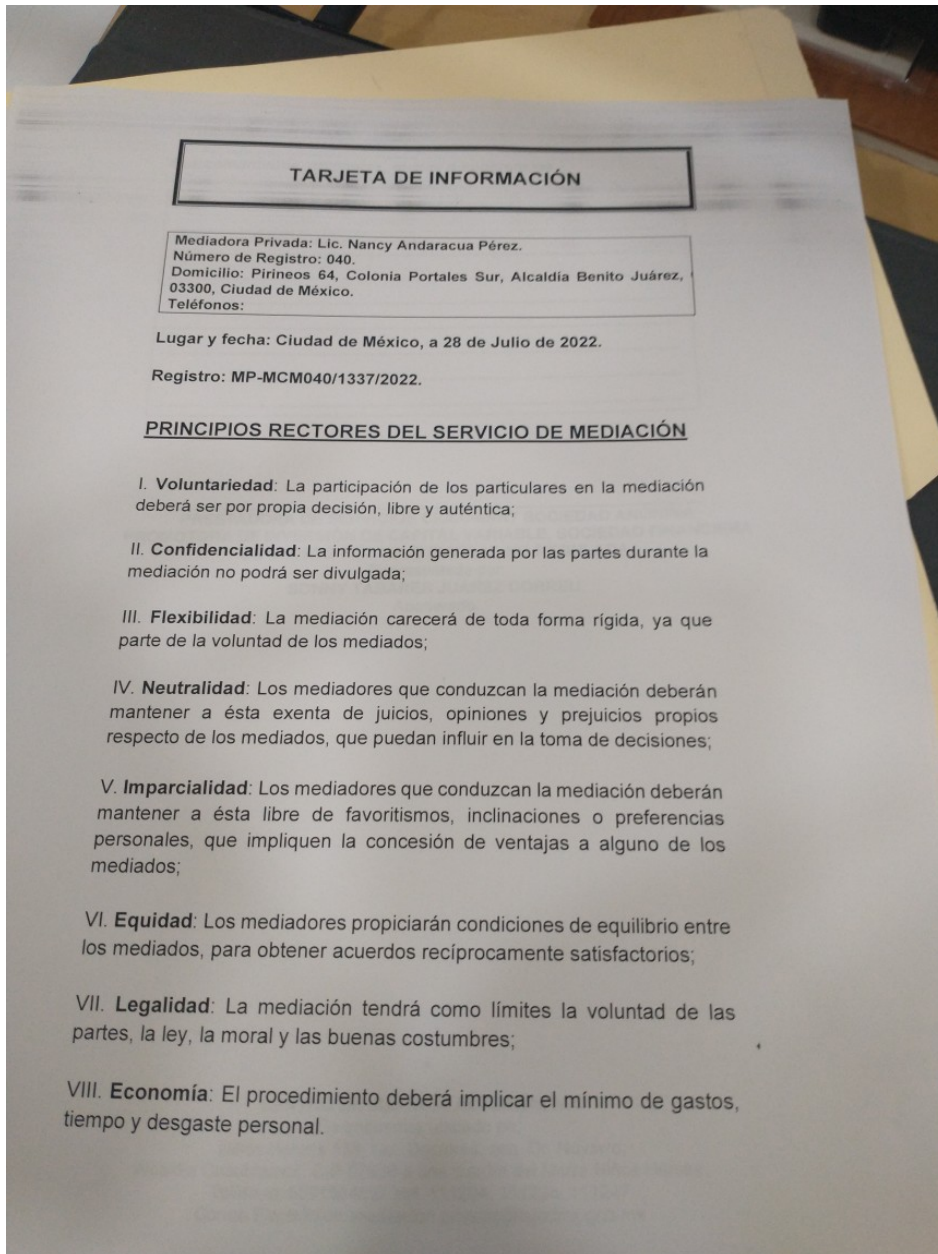 TARJETA DE INFORMACIÓN
Mediadora Privada: Lic. Nancy Andaracua Pérez.
Número de Registro: 040.
Domicilio: Pirineos 64, Colonia Portales Sur, Alcaldía Benito Juárez,
03300, Ciudad de México.
Teléfonos:
Lugar y fecha: Ciudad de México, a 28 de Julio de 2022.
Registro: MP-MCM040/1337/2022.
PRINCIPIOS RECTORES DEL SERVICIO DE MEDIACIÓN
I. Voluntariedad: La participación de los particulares en la mediación
deberá ser por propia decisión, libre y auténtica;
II. Confidencialidad: La información generada por las partes durante la
mediación no podrá ser divulgada;
III. Flexibilidad: La mediación carecerá de toda forma rígida, ya que
parte de la voluntad de los mediados;
IV. Neutralidad: Los mediadores que conduzcan la mediación deberán
mantener a ésta exenta de juicios, opiniones y prejuicios propios
respecto de los mediados, que puedan influir en la toma de decisiones;
V. Imparcialidad: Los mediadores que conduzcan la mediación deberán
mantener a ésta libre de favoritismos, inclinaciones o preferencias
personales, que impliquen la concesión de ventajas a alguno de los
mediados;
VI. Equidad: Los mediadores propiciarán condiciones de equilibrio entre
los mediados, para obtener acuerdos recíprocamente satisfactorios;
VII. Legalidad: La mediación tendrá como límites la voluntad de las
partes, la ley, la moral y las buenas costumbres;
VIII. Economía: El procedimiento deberá implicar el mínimo de gastos,
tiempo y desgaste personal.